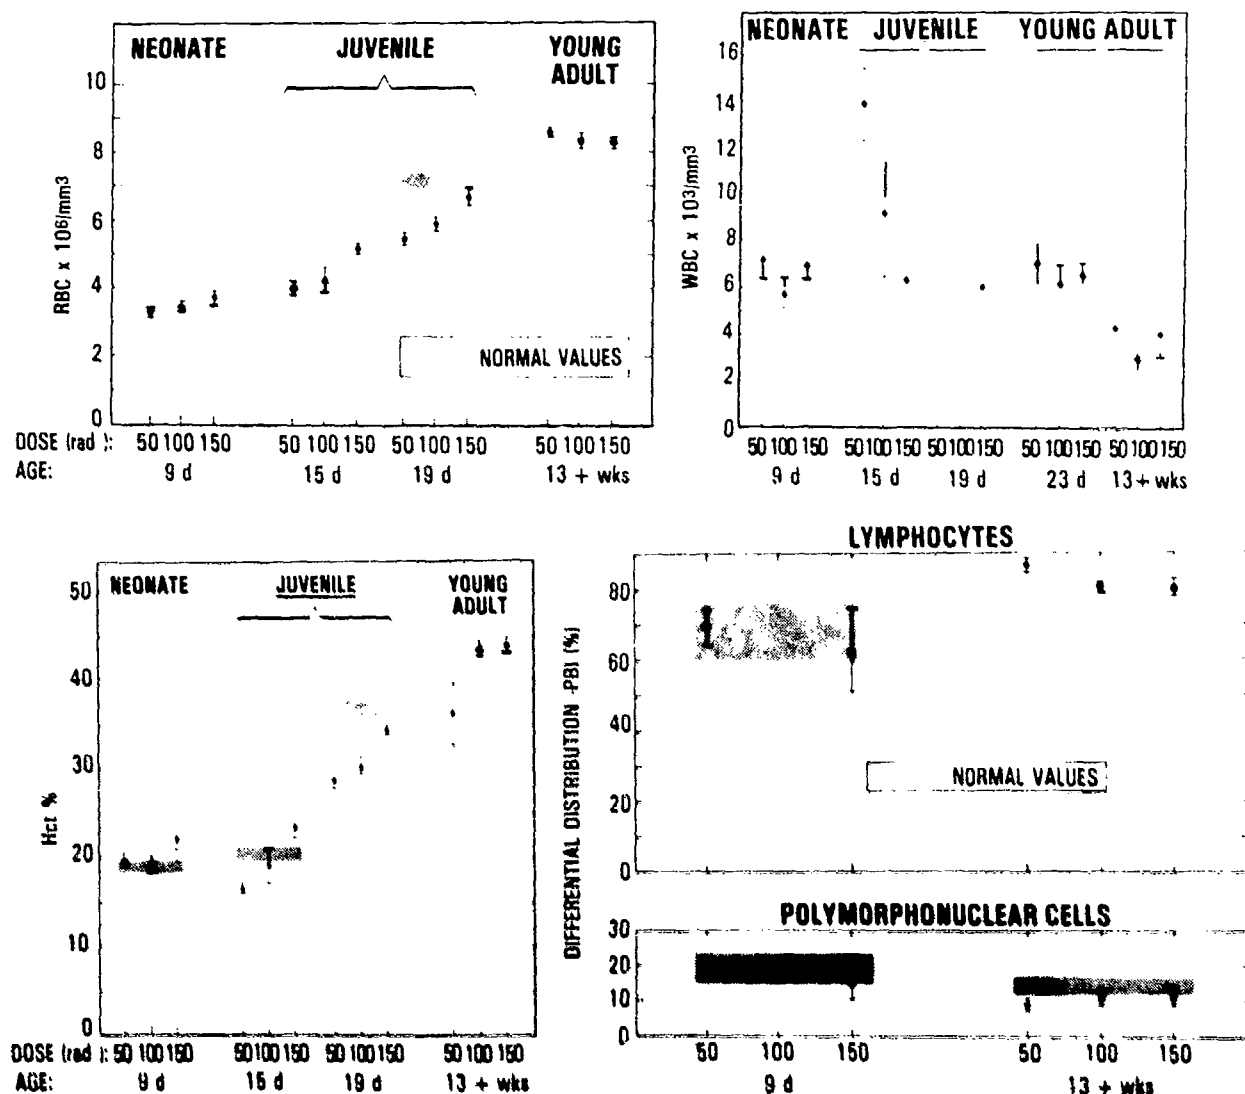 NEONATE JUVENILE YOUNG ADULT
10
8
6
4
2
0
RBC x 10⁶/mm³
NORMAL VALUES
DOSE (rad ): 50 100 150 50 100 150 50 100 150 50 100 150
AGE: 9 d 15 d 19 d 13 + wks
NEONATE JUVENILE YOUNG ADULT
16
14
12
10
8
6
4
2
0
WBC x 10³/mm³
50 100 150 50 100 150 50 100 150 50 100 150 50 100 150
9 d 15 d 19 d 23 d 13 + wks
NEONATE JUVENILE YOUNG ADULT
50
40
30
20
10
0
Hct %
DOSE (rad ): 50 100 150 50 100 150 50 100 150 50 100 150
AGE: 9 d 15 d 19 d 13 + wks
LYMPHOCYTES
80
60
40
20
0
NORMAL VALUES
DIFFERENTIAL DISTRIBUTION -PBI (%)
POLYMORPHONUCLEAR CELLS
30
20
10
0
50 100 150 50 100 150
9 d 13 + wks